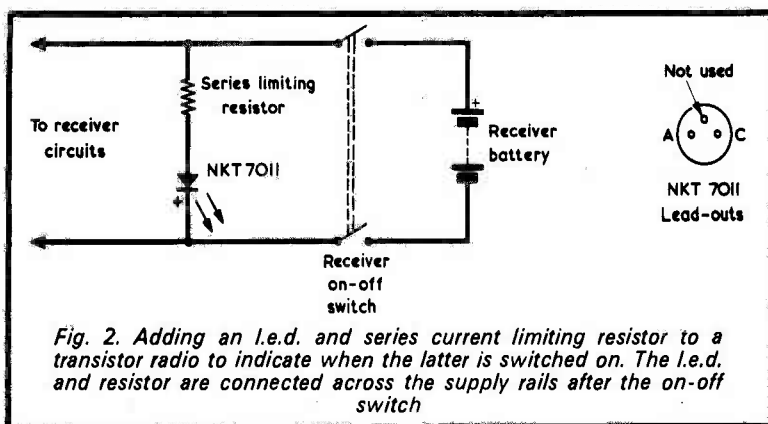 Series limiting
resistor
To receiver
circuits
NKT 7011
+
Receiver
on-off
switch
+
Receiver
battery
Not used
A
C
NKT 7011
Lead-outs
Fig. 2. Adding an l.e.d. and series current limiting resistor to a
transistor radio to indicate when the latter is switched on. The l.e.d.
and resistor are connected across the supply rails after the on-off
switch